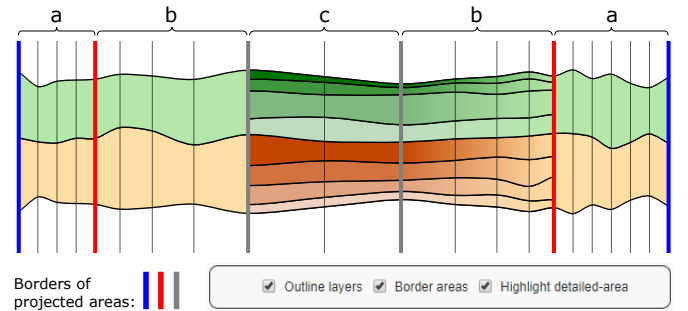 a b c b a
Borders of
projected areas:
Outline layers Border areas Highlight detailed-area